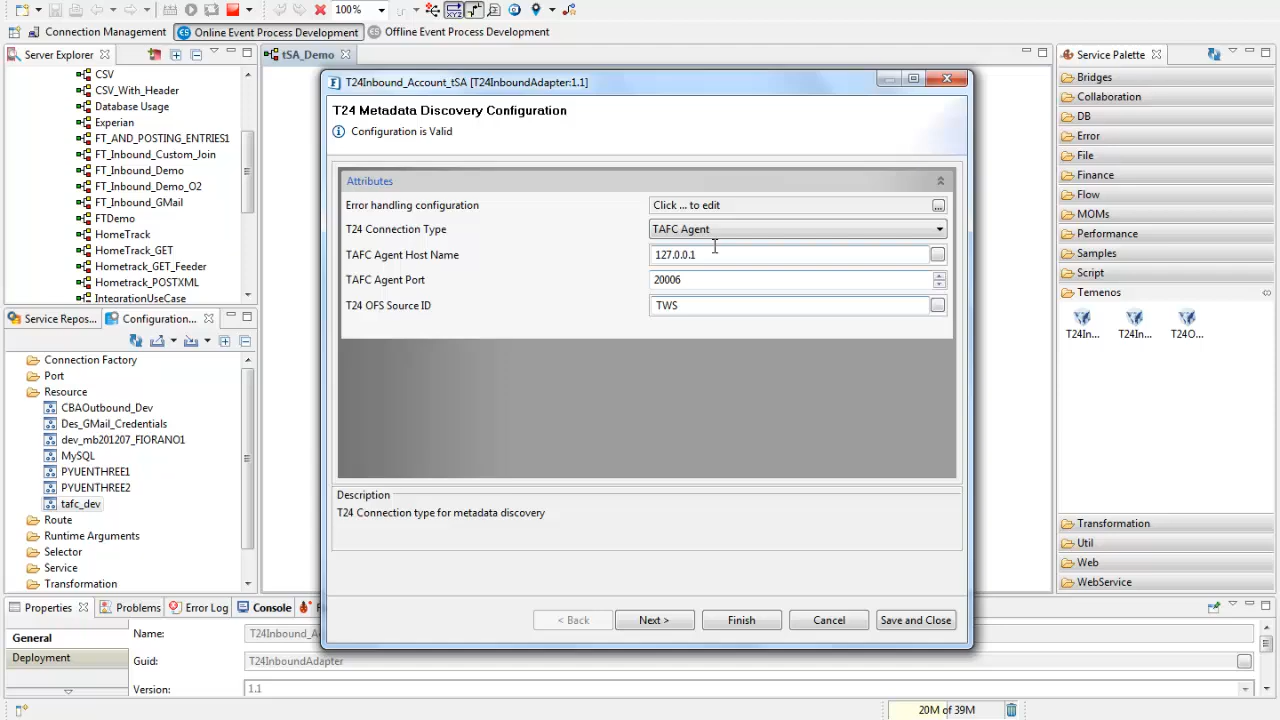 100%
Connection Management
Online Event Process Development
Offline Event Process Development
Server Explorer
CSV
CSV_With_Header
Database Usage
Experian
FT_AND_POSTING_ENTRIES1
FT_Inbound_Custom_Join
FT_Inbound_Demo
FT_Inbound_Demo_O2
FT_Inbound_GMail
FTDemo
HomeTrack
HomeTrack_GET
Hometrack_GET_Feeder
Hometrack_POSTXML
IntegrationUseCase
Service Repos...
Configuration...
Connection Factory
Port
Resource
CBAOutbound_Dev
Des_GMail_Credentials
dev_mb201207_FIORANO1
MySQL
PYUENTHREE1
PYUENTHREE2
tafc_dev
Route
Runtime Arguments
Selector
Service
Transformation
tSA_Demo
T24Inbound_Account_tSA [T24InboundAdapter:1.1]
T24 Metadata Discovery Configuration
Configuration is Valid
Attributes
Error handling configuration Click ... to edit ...
T24 Connection Type TAFC Agent
TAFC Agent Host Name 127.0.0.1
TAFC Agent Port 20006
T24 OFS Source ID TWS
Description
T24 Connection type for metadata discovery
< Back Next > Finish Cancel Save and Close
Service Palette
Bridges
Collaboration
DB
Error
File
Finance
Flow
MOMs
Performance
Samples
Script
Temenos
T24In... T24In... T24O...
Transformation
Util
Web
WebService
Properties Problems Error Log Console
General
Deployment
Name: T24Inbound_A
Guid: T24InboundAdapter
Version: 1.1
20M of 39M